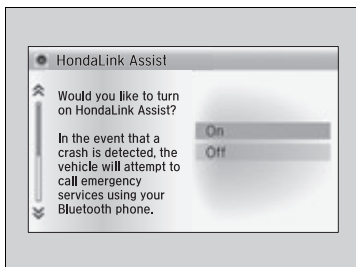 HondaLink Assist
Would you like to turn
on HondaLink Assist?
In the event that a
crash is detected, the
vehicle will attempt to
call emergency
services using your
Bluetooth phone.
On
Off